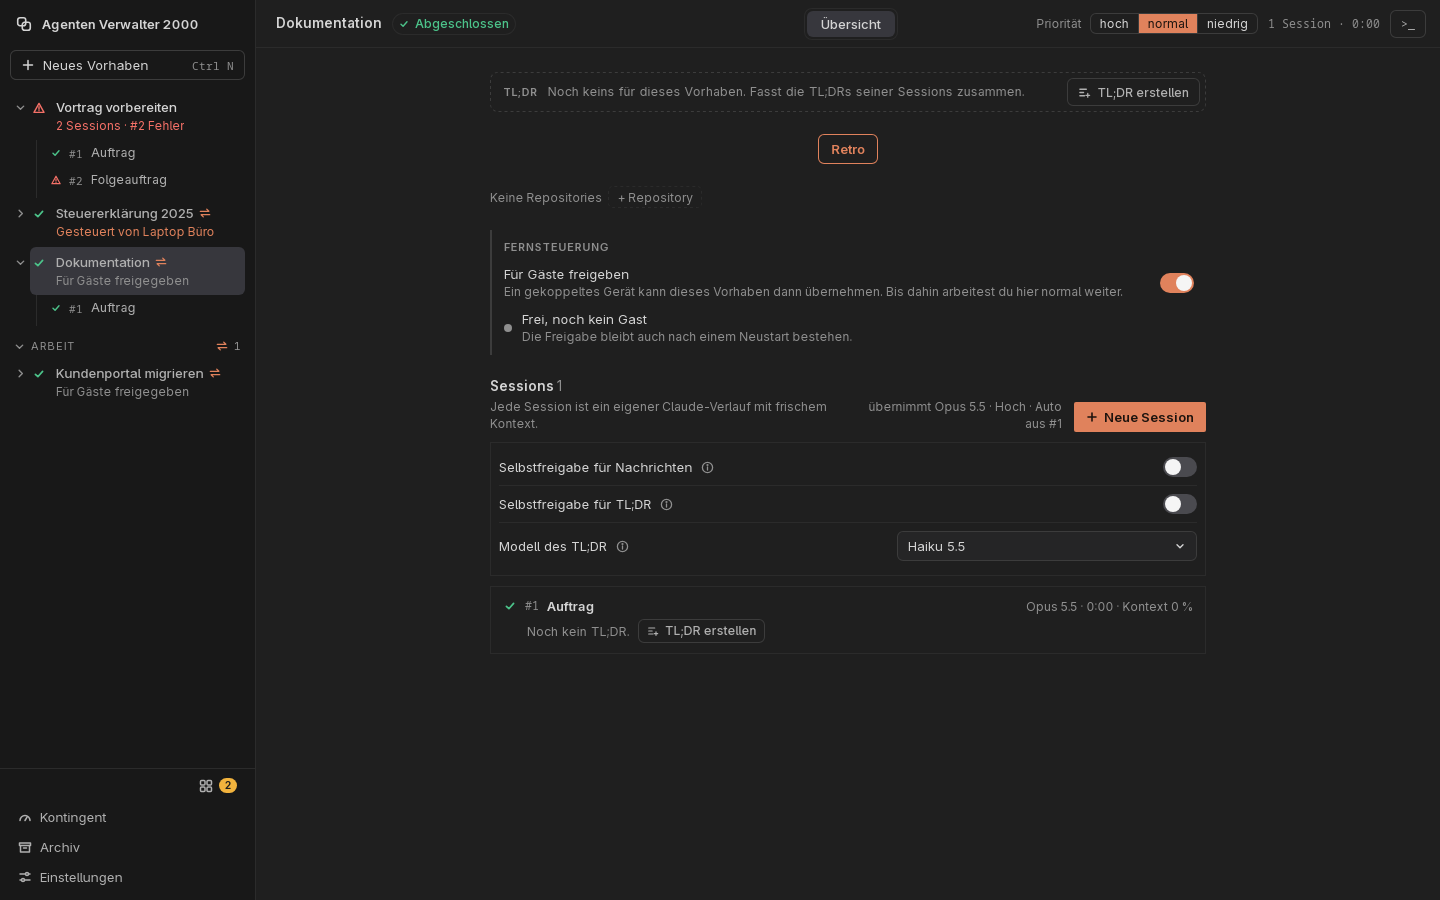 Agenten Verwalter 2000
Neues Vorhaben Ctrl N
Vortrag vorbereiten
2 Sessions · #2 Fehler
#1 Auftrag
#2 Folgeauftrag
Steuererklärung 2025
Gesteuert von Laptop Büro
Dokumentation
Für Gäste freigegeben
#1 Auftrag
ARBEIT 1
Kundenportal migrieren
Für Gäste freigegeben
2
Kontingent
Archiv
Einstellungen
Dokumentation Abgeschlossen
Übersicht
Priorität hoch normal niedrig 1 Session · 0:00 >_
TL;DR Noch keins für dieses Vorhaben. Fasst die TL;DRs seiner Sessions zusammen. TL;DR erstellen
Retro
Keine Repositories + Repository
FERNSTEUERUNG
Für Gäste freigeben
Ein gekoppeltes Gerät kann dieses Vorhaben dann übernehmen. Bis dahin arbeitest du hier normal weiter.
Frei, noch kein Gast
Die Freigabe bleibt auch nach einem Neustart bestehen.
Sessions 1
Jede Session ist ein eigener Claude-Verlauf mit frischem
Kontext.
übernimmt Opus 5.5 · Hoch · Auto
aus #1
Neue Session
Selbstfreigabe für Nachrichten
Selbstfreigabe für TL;DR
Modell des TL;DR Haiku 5.5
#1 Auftrag Opus 5.5 · 0:00 · Kontext 0 %
Noch kein TL;DR. TL;DR erstellen